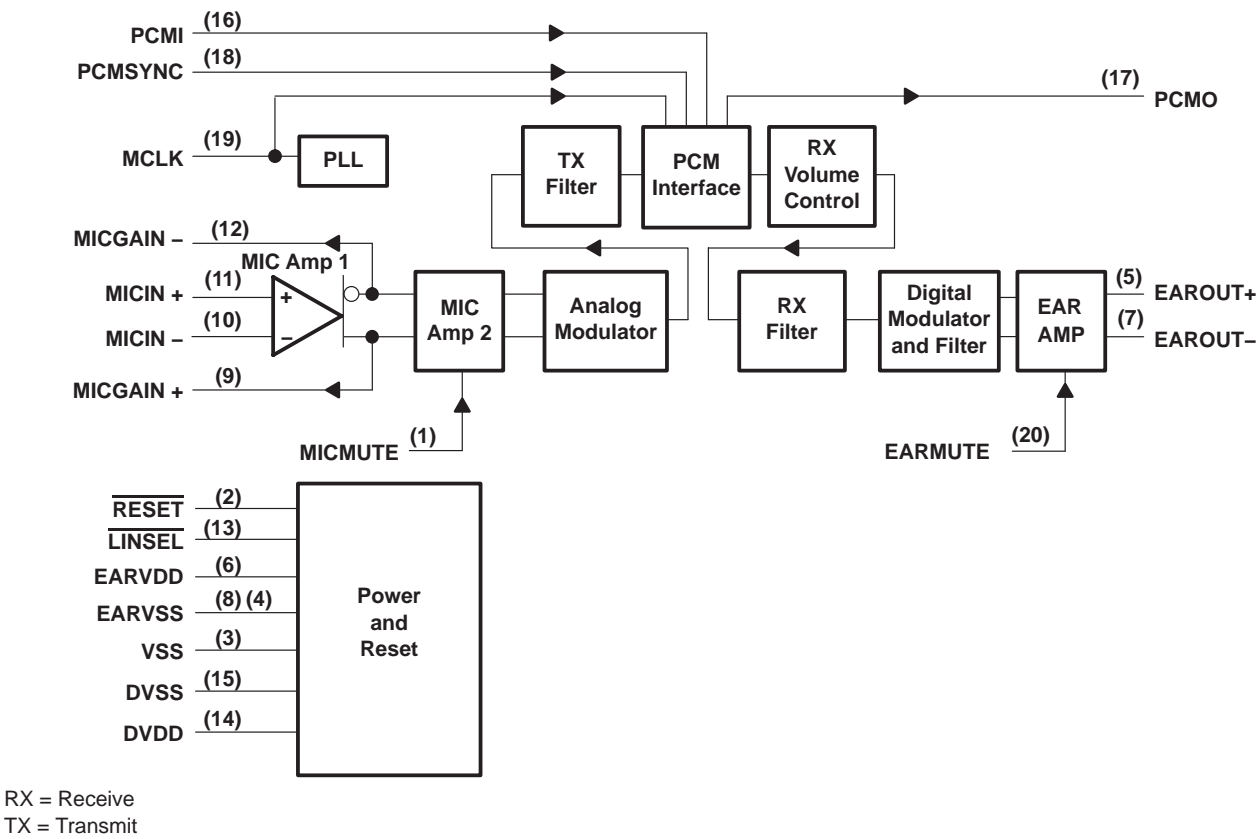 PCMI (16)
PCMSYNC (18)
(17) PCMO
MCLK (19)
PLL
TX
Filter
PCM
Interface
RX
Volume
Control
MICGAIN – (12)
MIC Amp 1
MICIN + (11)
+
MICIN – (10)
–
MICGAIN + (9)
MIC
Amp 2
Analog
Modulator
RX
Filter
Digital
Modulator
and Filter
EAR
AMP
(5) EAROUT+
(7) EAROUT–
MICMUTE (1)
EARMUTE (20)
RESET (2)
LINSEL (13)
EARVDD (6)
EARVSS (8) (4)
VSS (3)
DVSS (15)
DVDD (14)
Power
and
Reset
RX = Receive
TX = Transmit